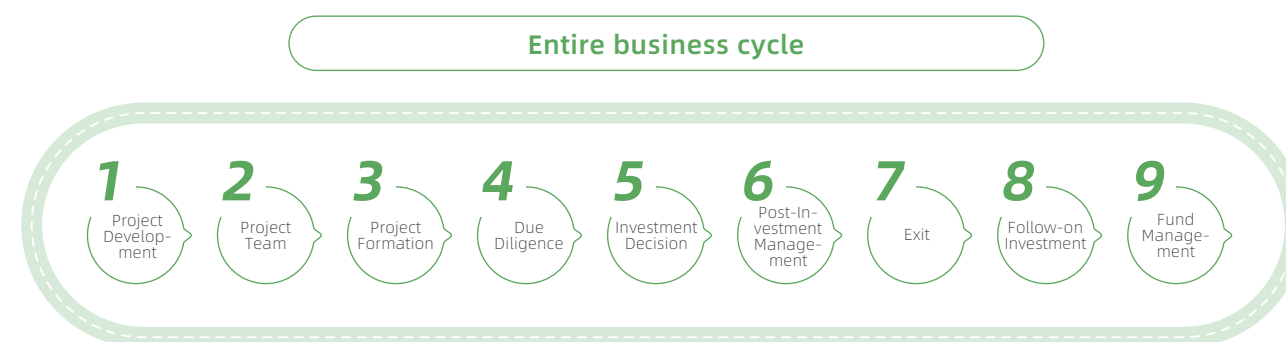 Entire business cycle
1
Project
Develop-
ment
2
Project
Team
3
Project
Formation
4
Due
Diligence
5
Investment
Decision
6
Post-In-
vestment
Manage-
ment
7
Exit
8
Follow-on
Investment
9
Fund
Manage-
ment